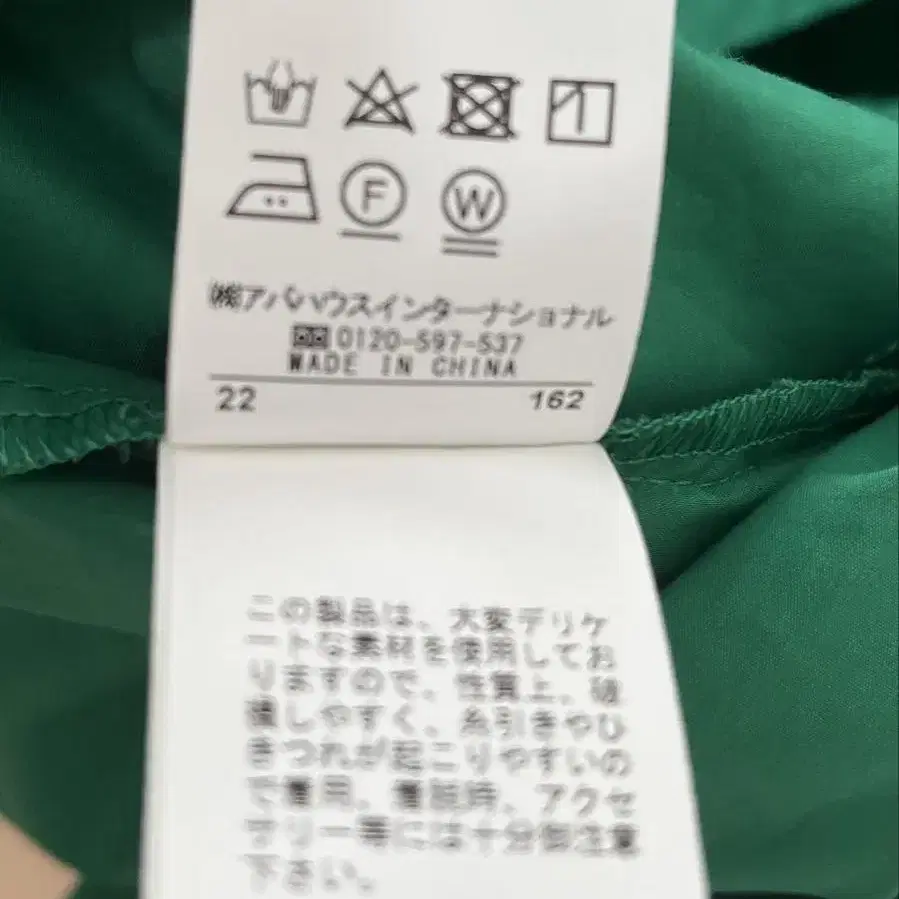 F W
㈱アバハウスインターナショナル
0120-597-537
MADE IN CHINA
22 162
この製品は、大変デリケ
ートな素材を使用してお
りますので、性質上、破
損しやすく、糸引きやひ
きつれが起こりやすいの
で着用、着脱時、アクセ
サリー等には十分御注意
下さい。